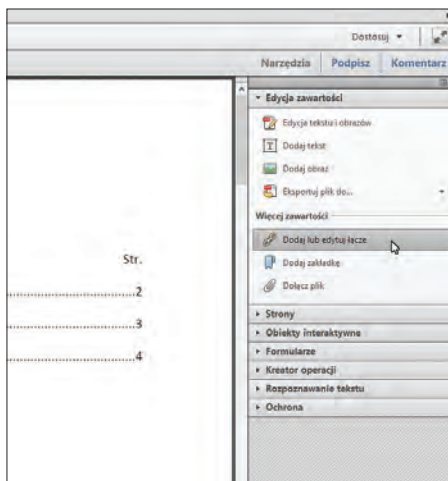 Dostosuj
Narzędzia Podpisz Komentarz
Edycja zawartości
Edycja tekstu i obrazów
Dodaj tekst
Dodaj obraz
Eksportuj plik do...
Więcej zawartości
Dodaj lub edytuj łącze
Dodaj zakładkę
Dołącz plik
Strony
Obiekty interaktywne
Formularze
Kreator operacji
Rozpoznawanie tekstu
Ochrona
Str.
..............................2
..............................3
..............................4